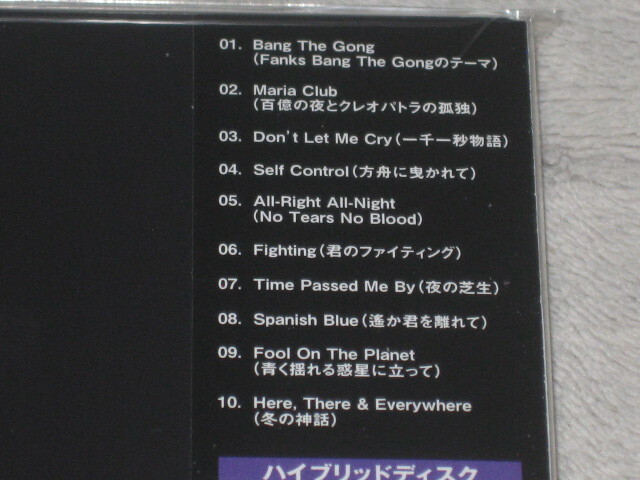 01. Bang The Gong
(Fanks Bang The Gongのテーマ)
02. Maria Club
(百億の夜とクレオパトラの孤独)
03. Don't Let Me Cry(一千一秒物語)
04. Self Control(方舟に曳かれて)
05. All-Right All-Night
(No Tears No Blood)
06. Fighting(君のファイティング)
07. Time Passed Me By(夜の芝生)
08. Spanish Blue(遙か君を離れて)
09. Fool On The Planet
(青く揺れる惑星に立って)
10. Here, There & Everywhere
(冬の神話)
ハイブリッドディスク